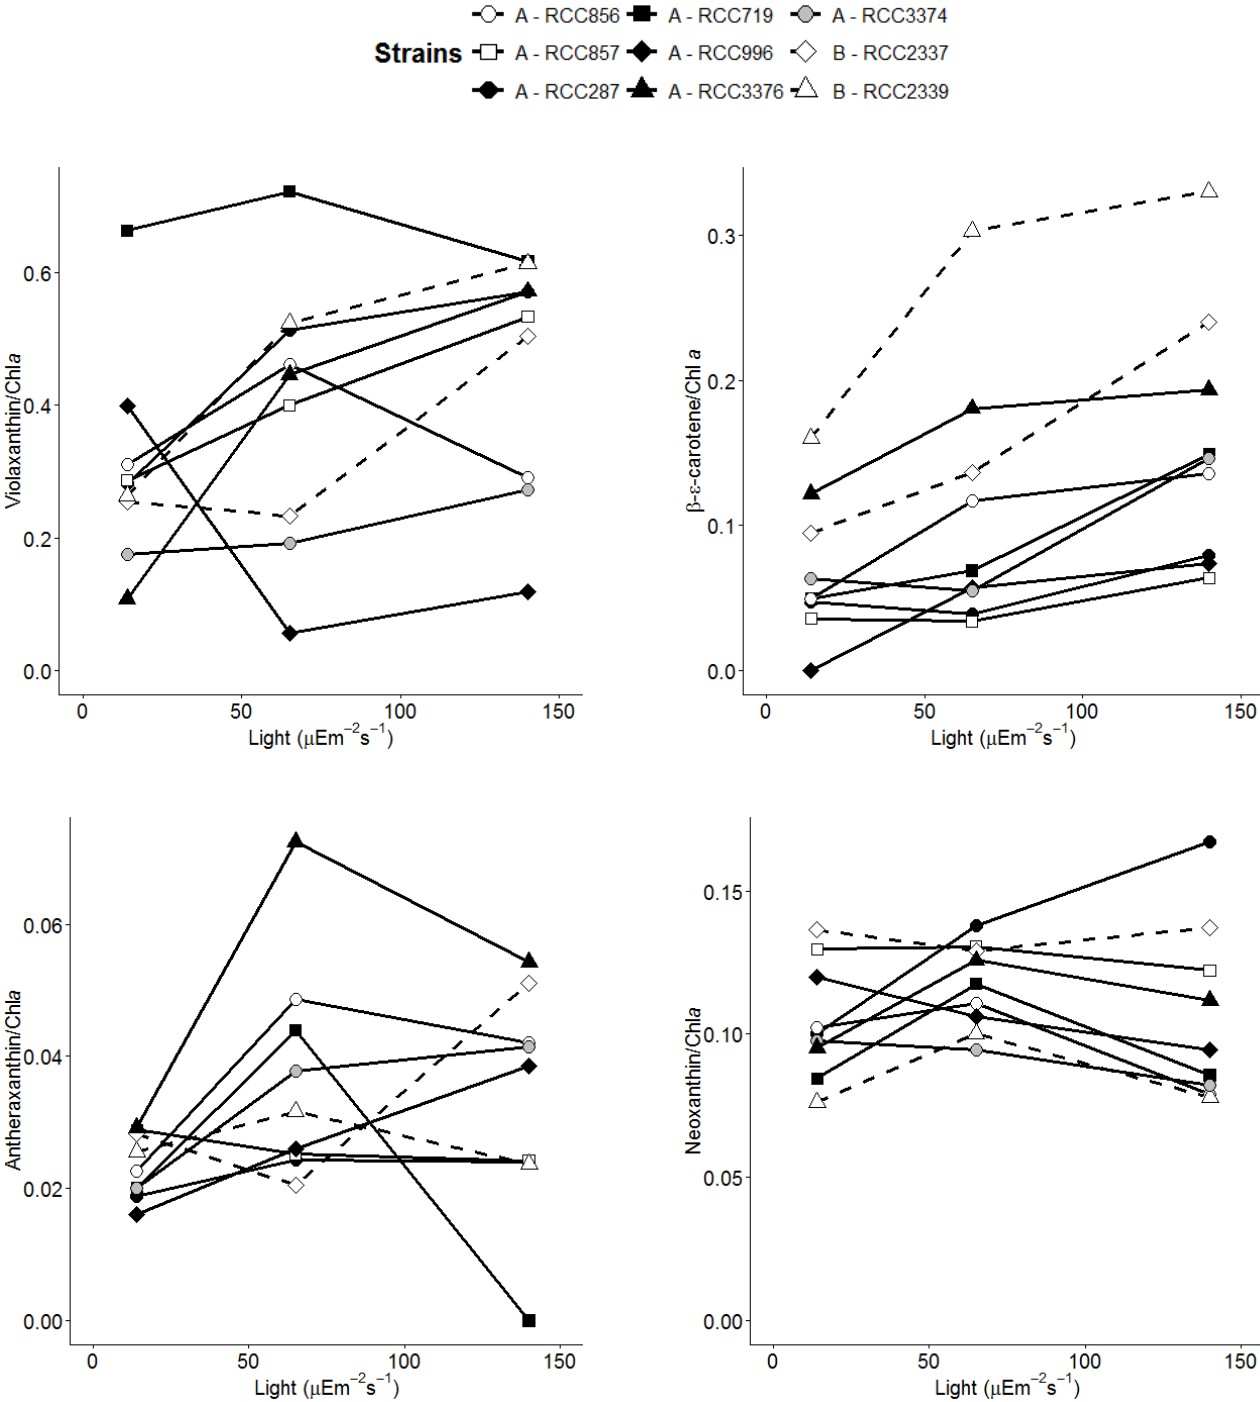 A - RCC856 A - RCC719 A - RCC3374
Strains A - RCC857 A - RCC996 B - RCC2337
A - RCC287 A - RCC3376 B - RCC2339
Violaxanthin/Chla
0.6
0.4
0.2
0.0
0 50 100 150
Light (μEm⁻²s⁻¹)
β-ε-carotene/Chl a
0.3
0.2
0.1
0.0
0 50 100 150
Light (μEm⁻²s⁻¹)
Antheraxanthin/Chla
0.06
0.04
0.02
0.00
0 50 100 150
Light (μEm⁻²s⁻¹)
Neoxanthin/Chla
0.15
0.10
0.05
0.00
0 50 100 150
Light (μEm⁻²s⁻¹)